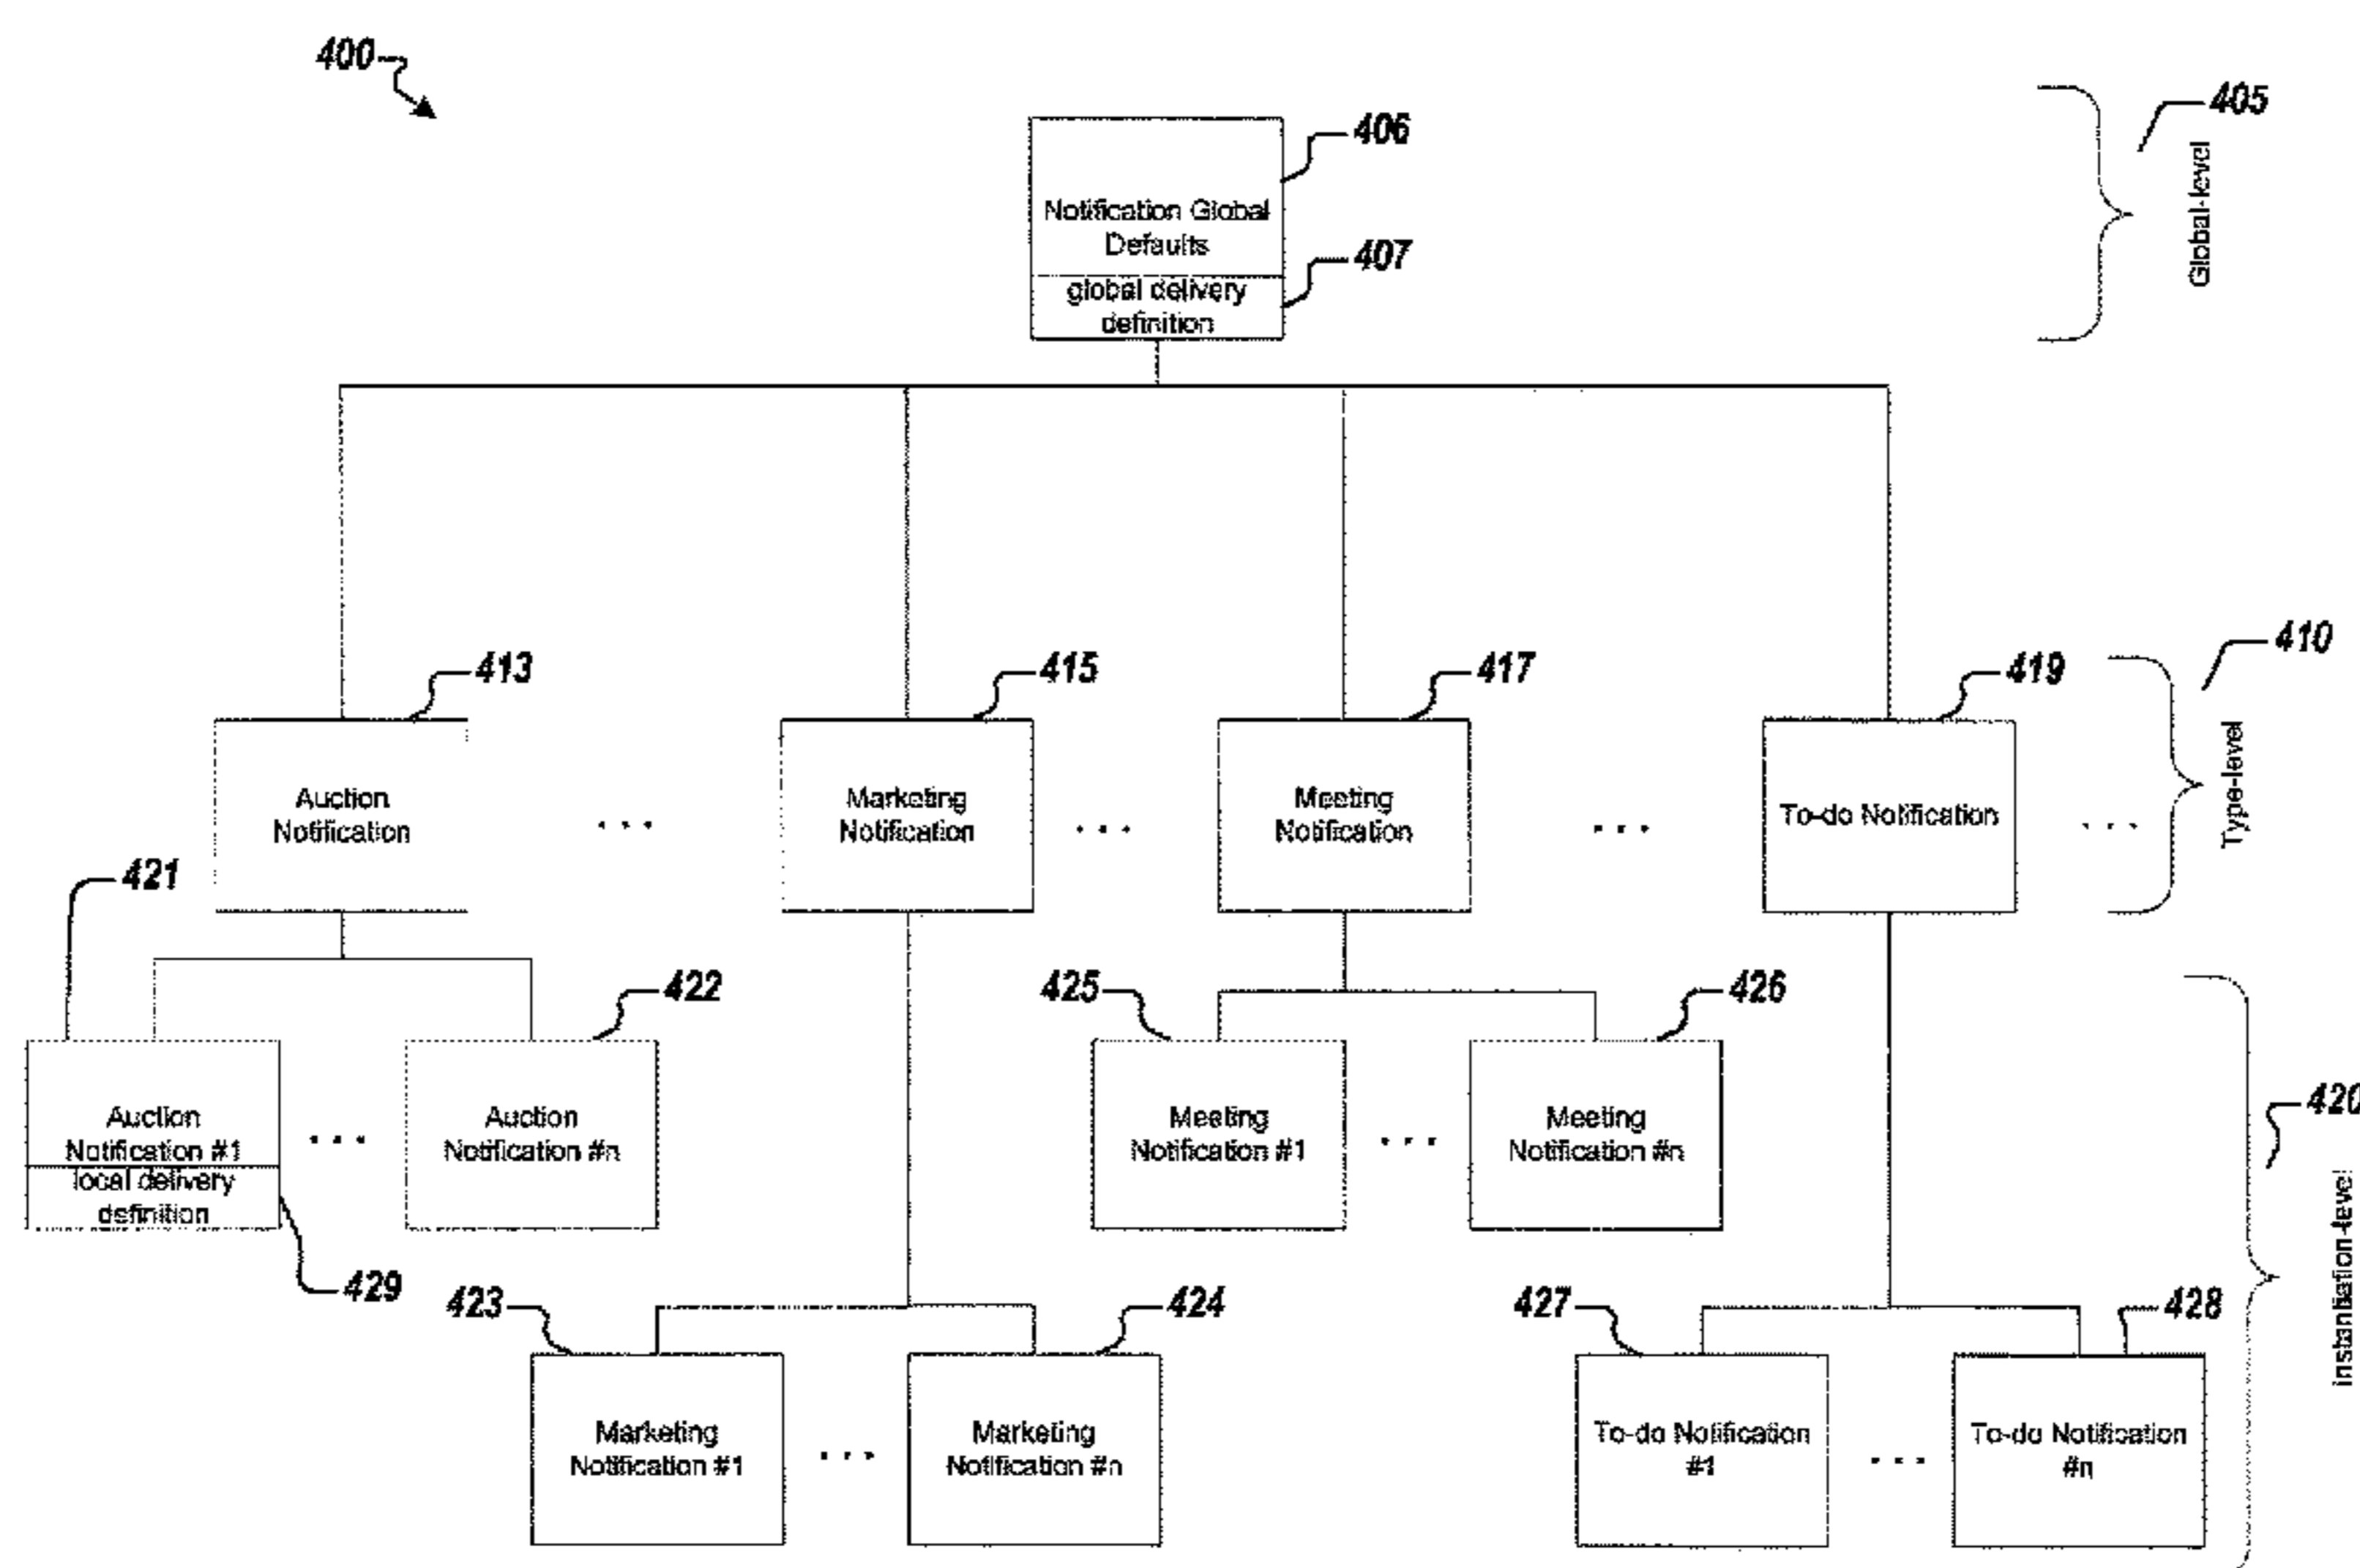 400
405
406
Global-level
Notification Global
Defaults
407
global delivery
definition
413
415
417
419
410
Auction
Notification
. . .
Marketing
Notification
. . .
Meeting
Notification
. . .
To-do Notification
. . .
Type-level
421
422
425
426
420
Auction
Notification #1
local delivery
definition
. . .
Auction
Notification #n
Meeting
Notification #1
. . .
Meeting
Notification #n
instantiation-level
429
423
424
427
428
Marketing
Notification #1
. . .
Marketing
Notification #n
To-do Notification
#1
. . .
To-do Notification
#n